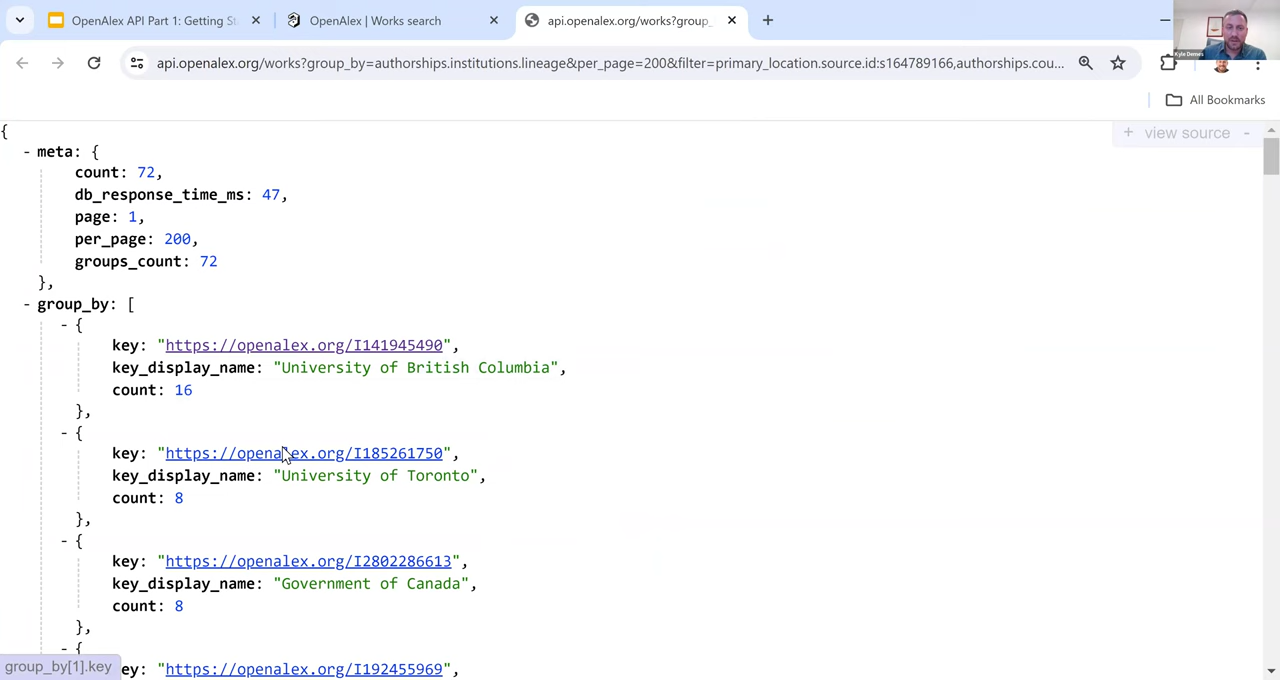 OpenAlex API Part 1: Getting St
OpenAlex | Works search
api.openalex.org/works?group_
api.openalex.org/works?group_by=authorships.institutions.lineage&per_page=200&filter=primary_location.source.id:s164789166,authorships.cou...
All Bookmarks
{
+ view source -
- meta: {
count: 72,
db_response_time_ms: 47,
page: 1,
per_page: 200,
groups_count: 72
},
- group_by: [
- {
key: "https://openalex.org/I141945490",
key_display_name: "University of British Columbia",
count: 16
},
- {
key: "https://openalex.org/I185261750",
key_display_name: "University of Toronto",
count: 8
},
- {
key: "https://openalex.org/I2802286613",
key_display_name: "Government of Canada",
count: 8
},
- {
key: "https://openalex.org/I192455969",
group_by[1].key